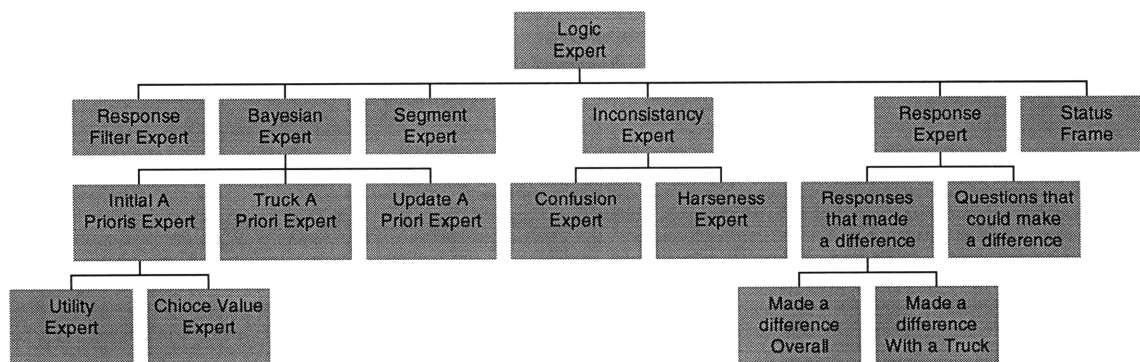 Logic
Expert
Response
Filter Expert
Bayesian
Expert
Segment
Expert
Inconsistancy
Expert
Response
Expert
Status
Frame
Initial A
Prioris Expert
Truck A
Priori Expert
Update A
Priori Expert
Confusion
Expert
Harseness
Expert
Responses
that made
a difference
Questions that
could make
a difference
Utility
Expert
Chioce Value
Expert
Made a
difference
Overall
Made a
difference
With a Truck